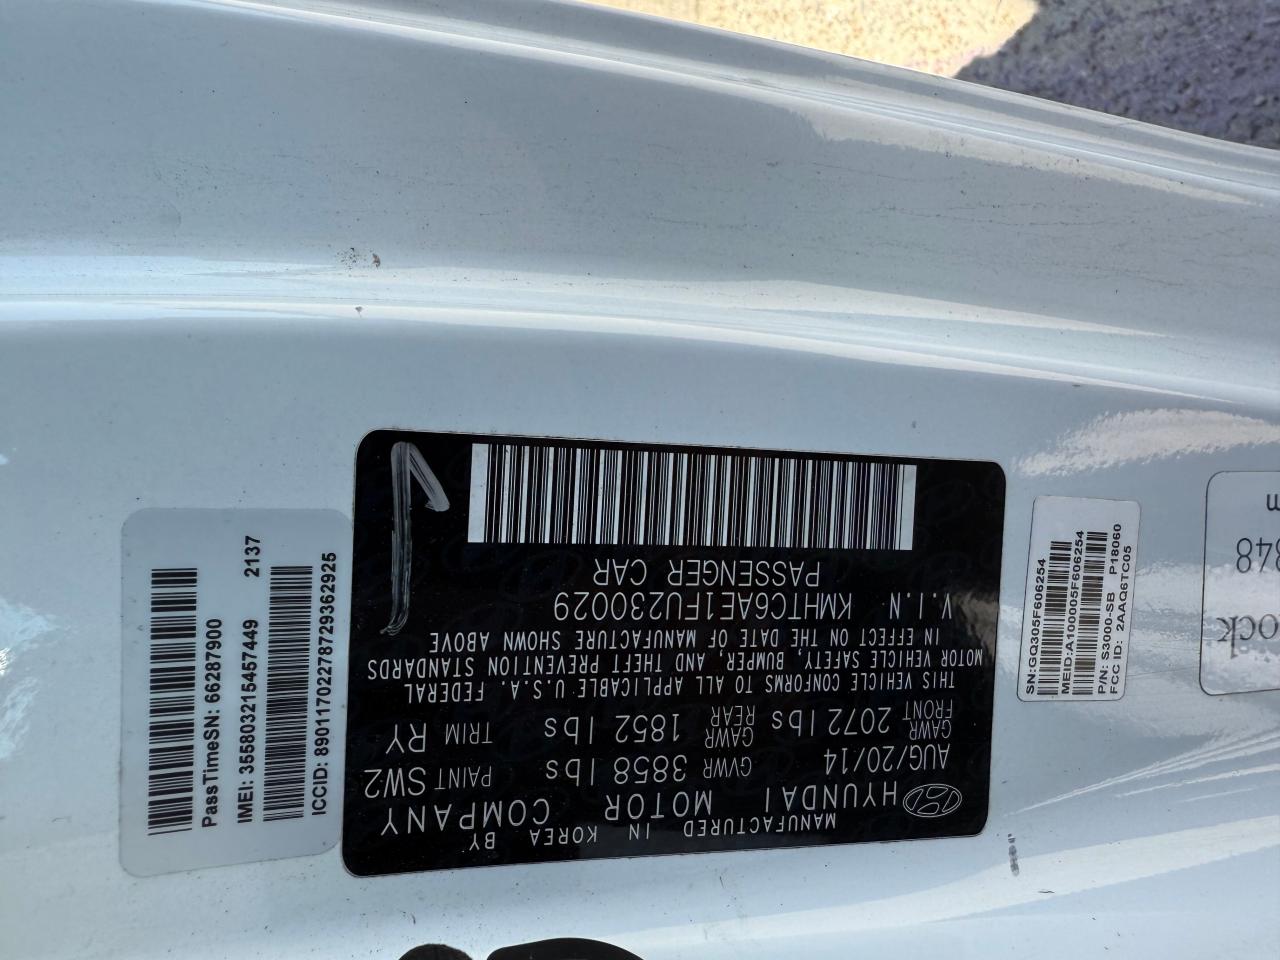 MANUFACTURED IN KOREA BY
HYUNDAI MOTOR COMPANY
AUG/20/14 GVWR 3858 lbs PAINT SW2
GAWR FRONT 2072 lbs GAWR REAR 1852 lbs TRIM RY
THIS VEHICLE CONFORMS TO ALL APPLICABLE U.S.A. FEDERAL
MOTOR VEHICLE SAFETY, BUMPER, AND THEFT PREVENTION STANDARDS
IN EFFECT ON THE DATE OF MANUFACTURE SHOWN ABOVE
V.I.N KMHTC6AE1FU230029
PASSENGER CAR
PassTimeSN: 66287900
IMEI: 355803215457449 2137
ICCID: 89011702278729362925
SN:GQ305F606254
MEID:A100005F606254
P/N: S3000-SB P18060
FCC ID: 2AAQ6TC05
ock
848
m